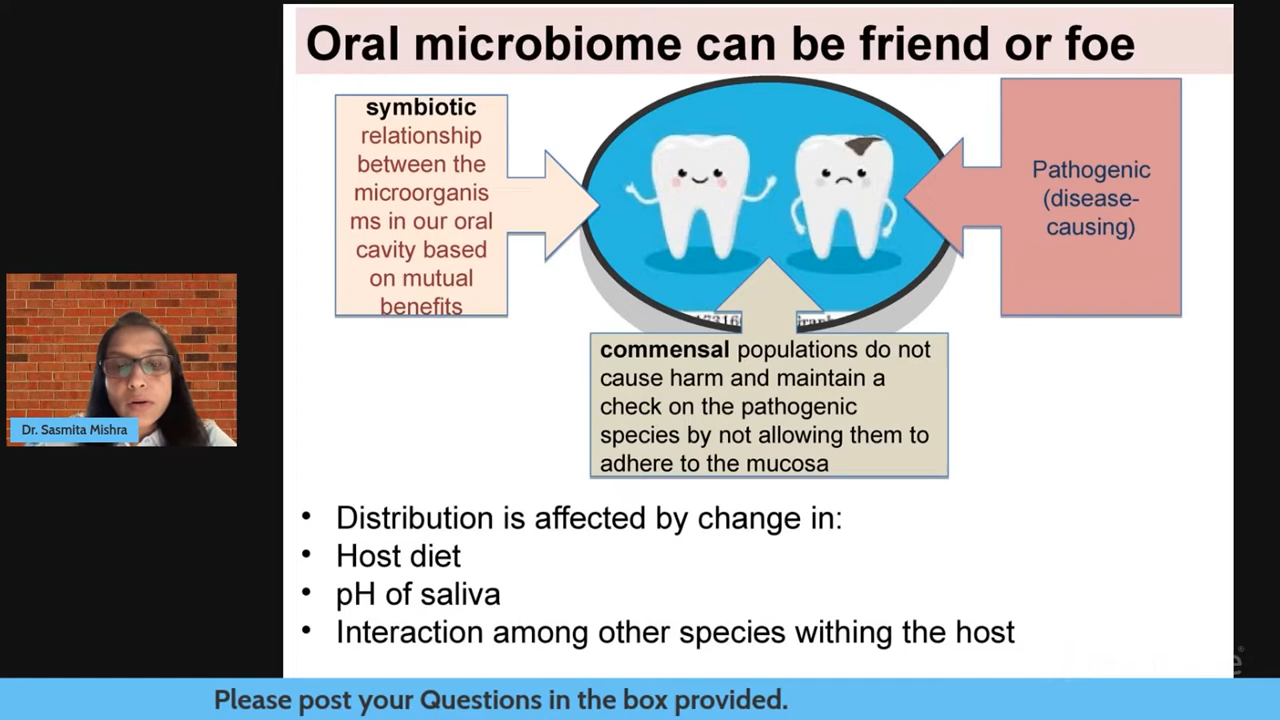 Oral microbiome can be friend or foe
symbiotic
relationship
between the
microorganis
ms in our oral
cavity based
on mutual
benefits
Pathogenic
(disease-
causing)
commensal populations do not
cause harm and maintain a
check on the pathogenic
species by not allowing them to
adhere to the mucosa
Dr. Sasmita Mishra
• Distribution is affected by change in:
• Host diet
• pH of saliva
• Interaction among other species withing the host
Please post your Questions in the box provided.